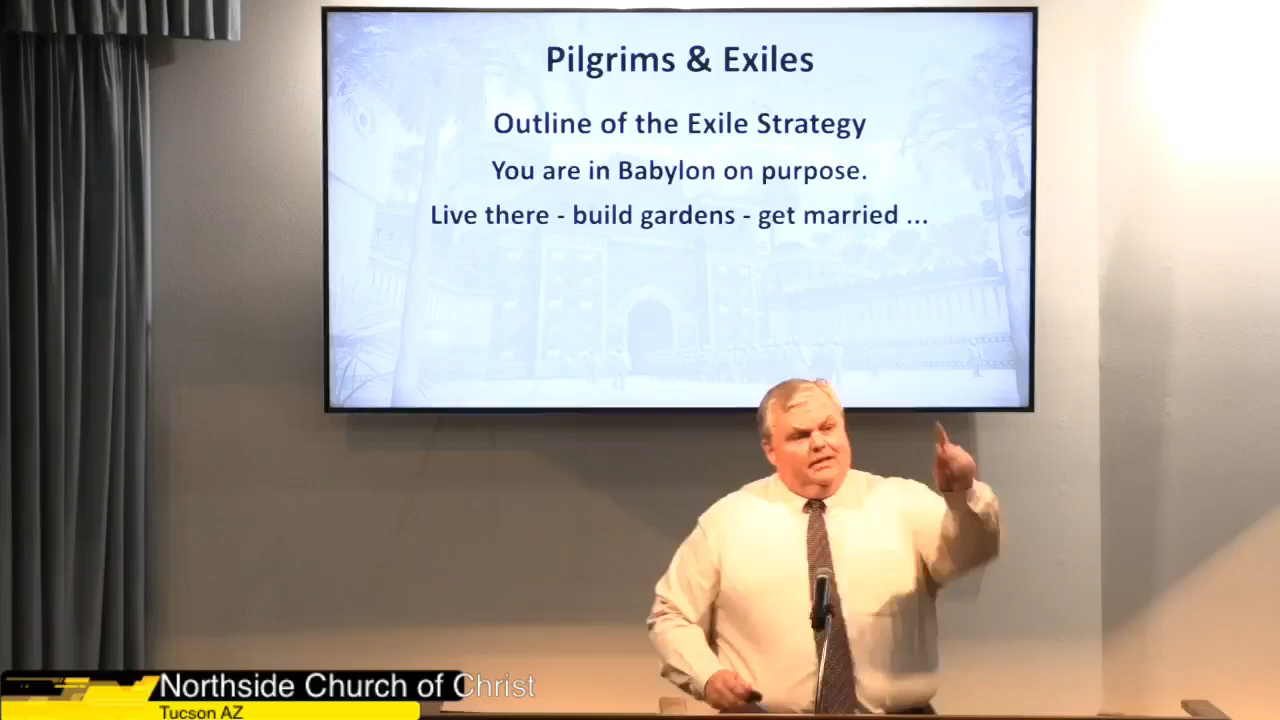 Pilgrims & Exiles
Outline of the Exile Strategy
You are in Babylon on purpose.
Live there - build gardens - get married ...
Northside Church of Christ
Tucson AZ